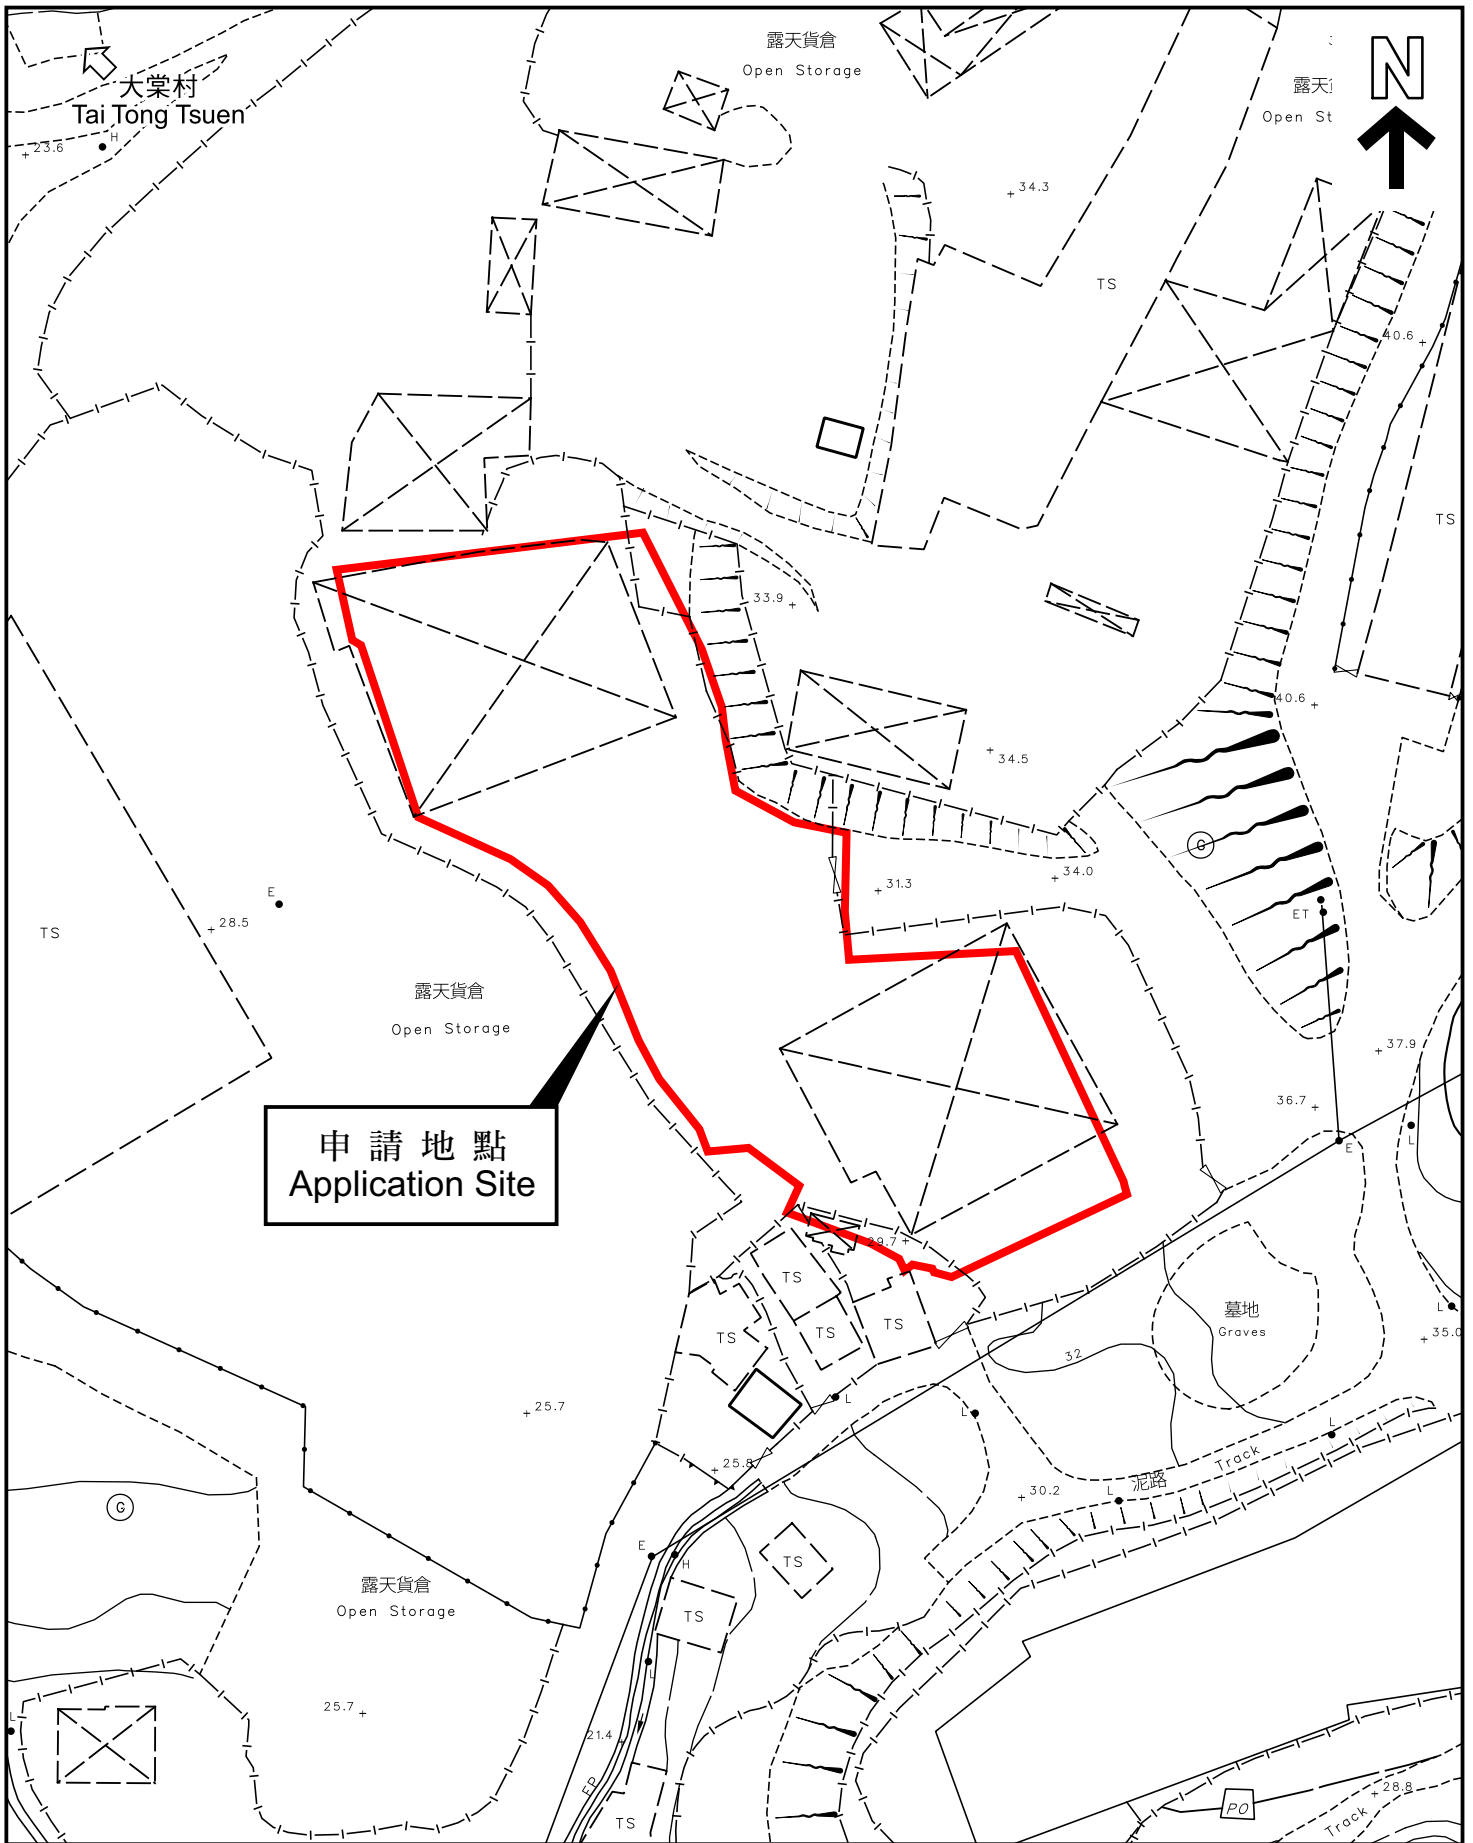 露天貨倉
Open Storage
N
大棠村
Tai Tong Tsuen
露天
Open St
H
23.6
34.3
TS
40.6
TS
33.9
40.6
34.5
31.3
34.0
G
E
28.5
TS
ET
露天貨倉
Open Storage
37.9
36.7
L
E
申請地點
Application Site
29.7
TS
TS
TS
TS
墓地
Graves
L
35.0
32
L
L
25.7
25.8
L
Track
泥路
L
30.2
G
E
H
TS
露天貨倉
Open Storage
TS
L
25.7
L
21.4
FP
TS
28.8
PO
Track